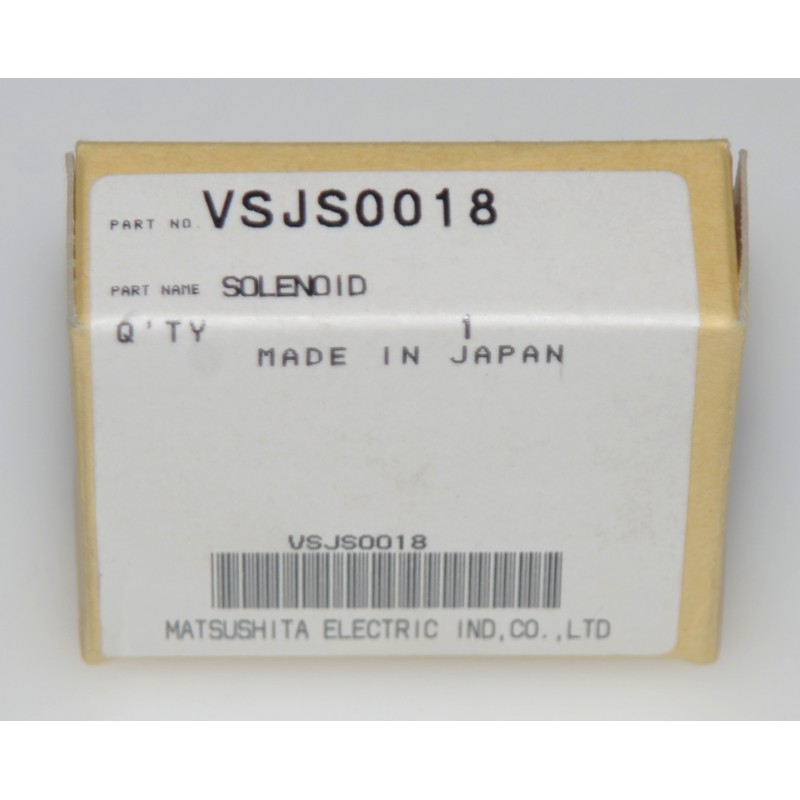 PART NO. VSJS0018
PART NAME SOLENOID
Q'TY 1
MADE IN JAPAN
VSJS0018
MATSUSHITA ELECTRIC IND,CO.,LTD